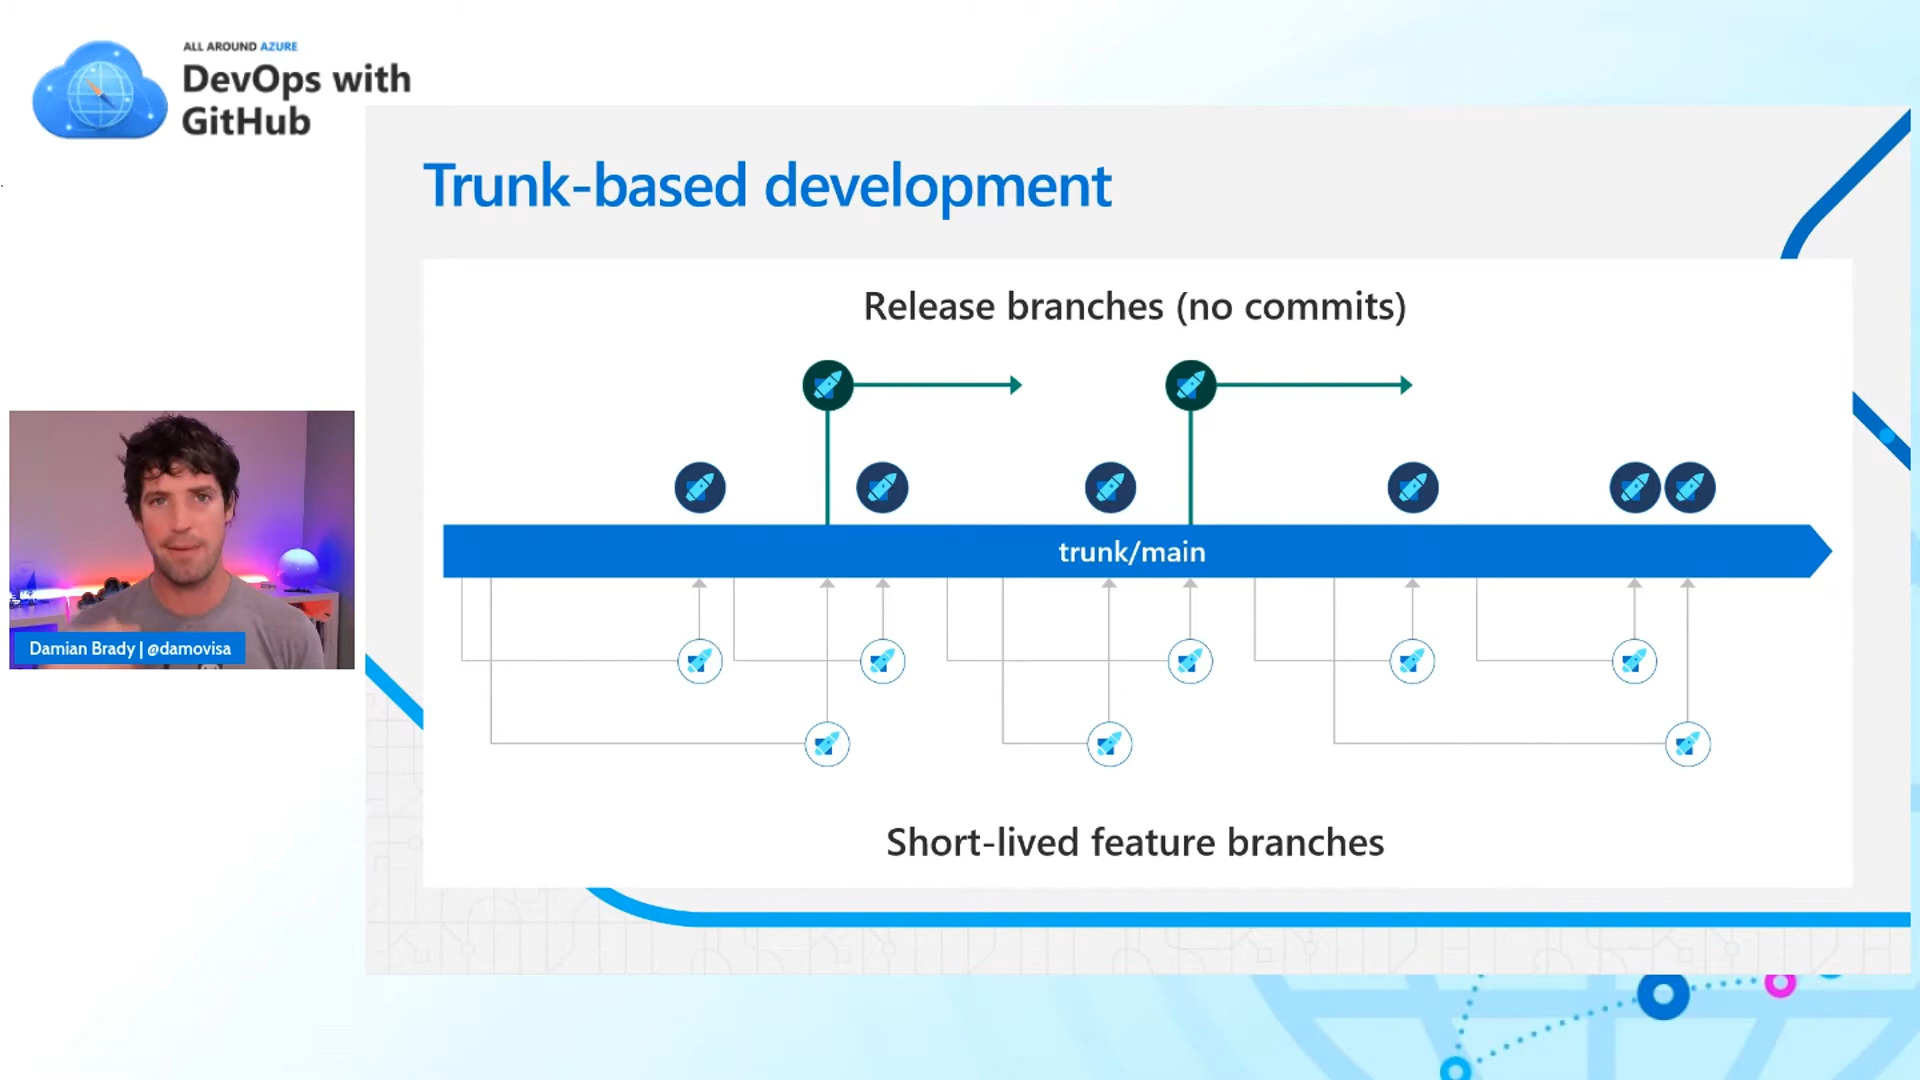 ALL AROUND AZURE
DevOps with
GitHub
Trunk-based development
Release branches (no commits)
trunk/main
Damian Brady | @damovisa
Short-lived feature branches